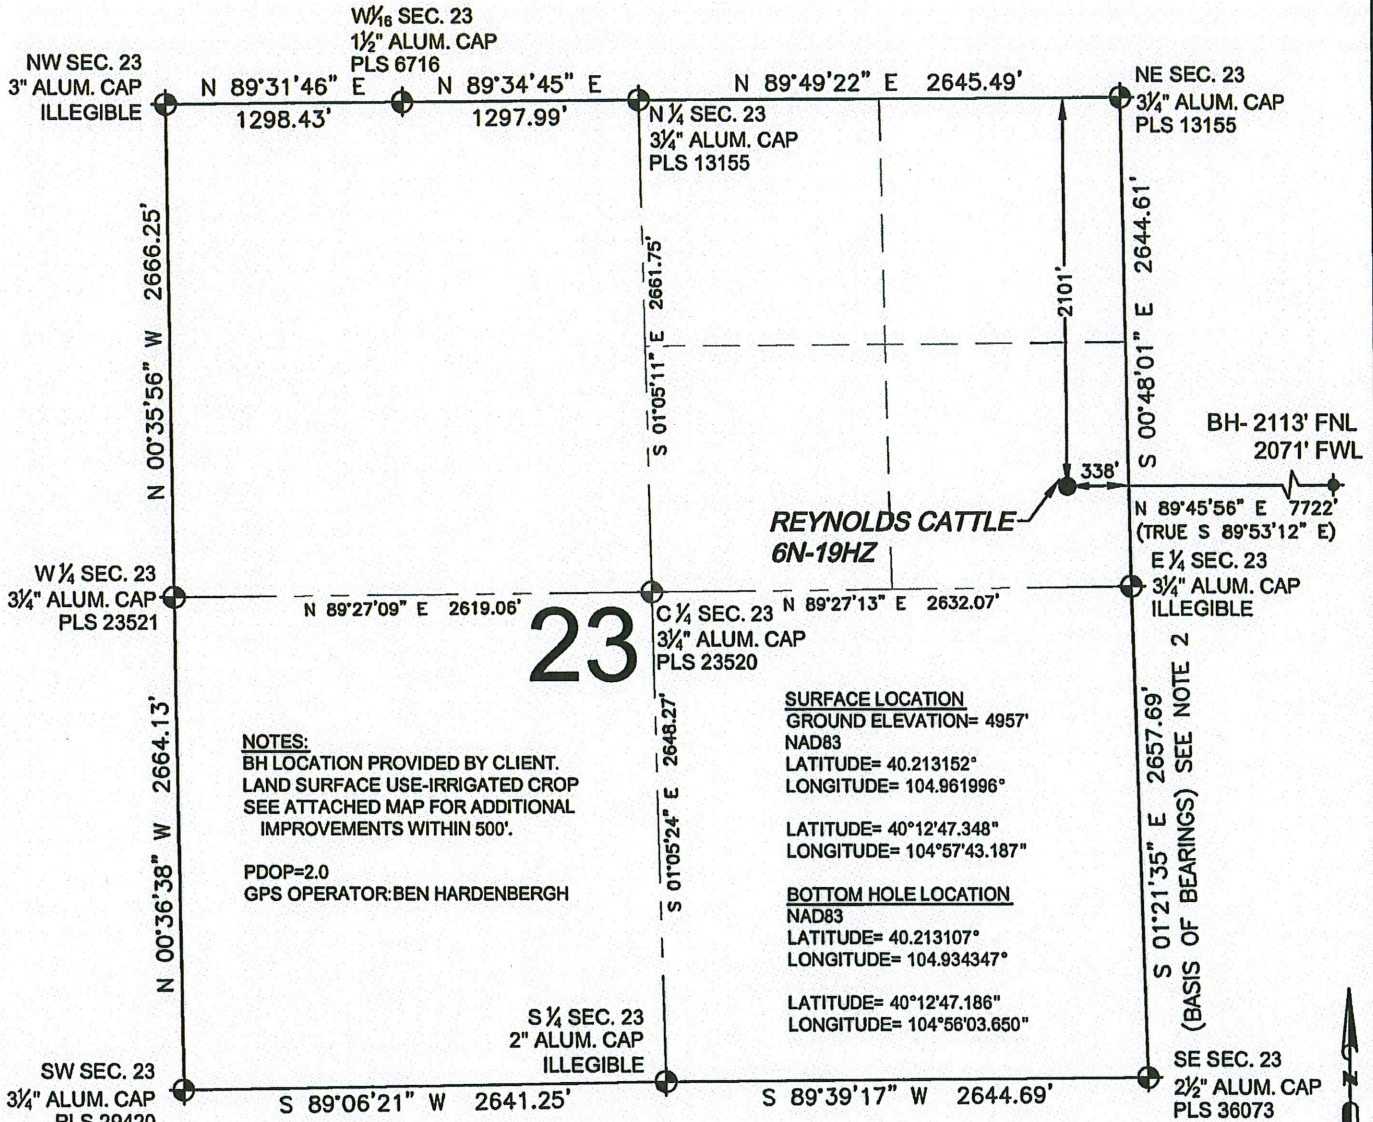 W 1/16 SEC. 23
1½" ALUM. CAP
PLS 6716
NW SEC. 23
3" ALUM. CAP
ILLEGIBLE
N 89°31'46" E
1298.43'
N 89°34'45" E
1297.99'
N 89°49'22" E 2645.49'
NE SEC. 23
3¼" ALUM. CAP
PLS 13155
N ¼ SEC. 23
3¼" ALUM. CAP
PLS 13155
N 00°35'56" W 2666.25'
S 01°05'11" E 2661.75'
2101'
S 00°48'01" E 2644.61'
BH- 2113' FNL
2071' FWL
338'
N 89°45'56" E 7722'
(TRUE S 89°53'12" E)
REYNOLDS CATTLE
6N-19HZ
W ¼ SEC. 23
3¼" ALUM. CAP
PLS 23521
N 89°27'09" E 2619.06'
23
C ¼ SEC. 23
3¼" ALUM. CAP
PLS 23520
N 89°27'13" E 2632.07'
E ¼ SEC. 23
3¼" ALUM. CAP
ILLEGIBLE
N 00°36'38" W 2664.13'
NOTES:
BH LOCATION PROVIDED BY CLIENT.
LAND SURFACE USE-IRRIGATED CROP
SEE ATTACHED MAP FOR ADDITIONAL
IMPROVEMENTS WITHIN 500'.
PDOP=2.0
GPS OPERATOR:BEN HARDENBERGH
S 01°05'24" E 2648.27'
SURFACE LOCATION
GROUND ELEVATION= 4957'
NAD83
LATITUDE= 40.213152°
LONGITUDE= 104.961996°
LATITUDE= 40°12'47.348"
LONGITUDE= 104°57'43.187"
BOTTOM HOLE LOCATION
NAD83
LATITUDE= 40.213107°
LONGITUDE= 104.934347°
LATITUDE= 40°12'47.186"
LONGITUDE= 104°56'03.650"
S 01°21'35" E 2657.69'
(BASIS OF BEARINGS) SEE NOTE 2
S ¼ SEC. 23
2" ALUM. CAP
ILLEGIBLE
SW SEC. 23
3¼" ALUM. CAP
PLS 29420
S 89°06'21" W 2641.25'
S 89°39'17" W 2644.69'
SE SEC. 23
2½" ALUM. CAP
PLS 36073